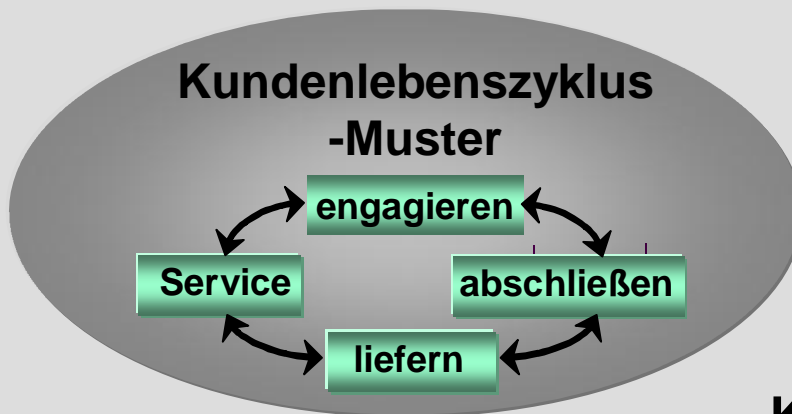 Kundenlebenszyklus
-Muster
engagieren
Service
abschließen
liefern